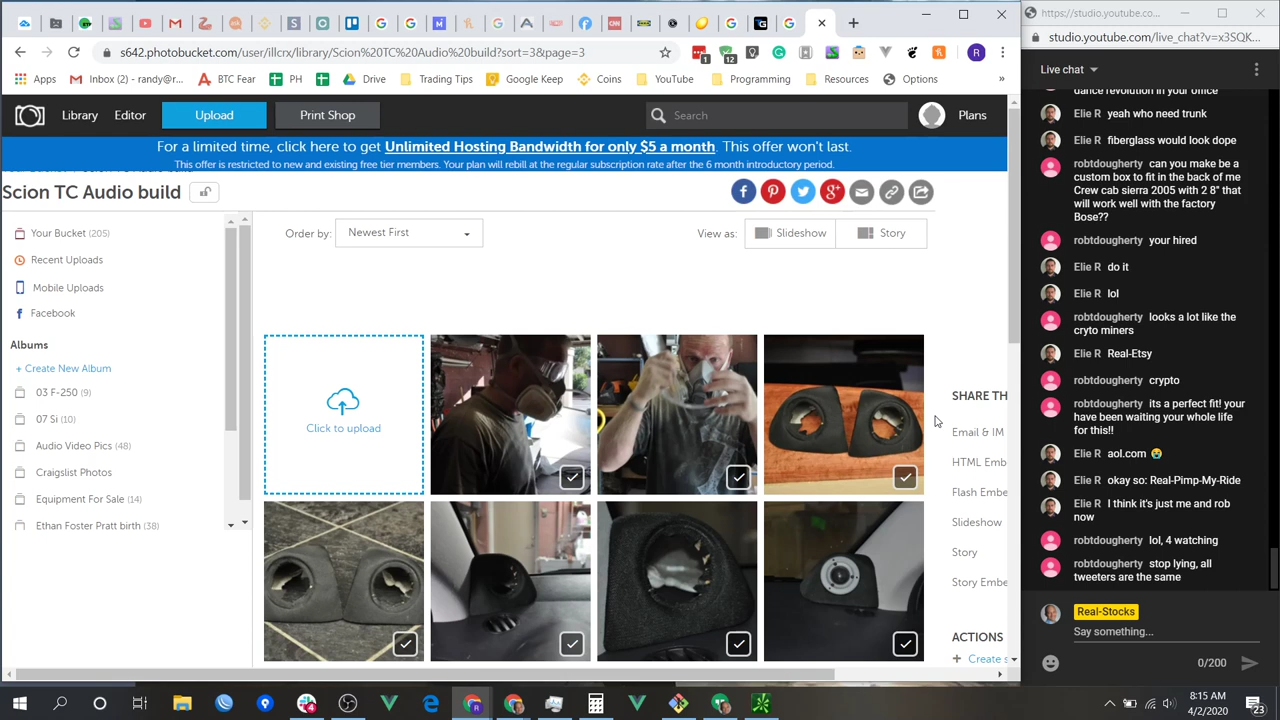 https://studio.youtube.co...
s642.photobucket.com/user/illcrx/library/Scion%20TC%20Audio%20build?sort=3&page=3
studio.youtube.com/live_chat?v=x3SQK...
Apps
Inbox (2) - randy@r...
BTC Fear
PH
Drive
Trading Tips
Google Keep
Coins
YouTube
Programming
Resources
Options
»
Live chat
Library
Editor
Upload
Print Shop
Search
Plans
For a limited time, click here to get Unlimited Hosting Bandwidth for only $5 a month. This offer won't last.
This offer is restricted to new and existing free tier members. Your plan will rebill at the regular subscription rate after the 6 month introductory period.
Scion TC Audio build
Your Bucket (205)
Recent Uploads
Mobile Uploads
Facebook
Albums
+ Create New Album
03 F-250 (9)
07 Si (10)
Audio Video Pics (48)
Craigslist Photos
Equipment For Sale (14)
Ethan Foster Pratt birth (38)
Order by:
Newest First
View as:
Slideshow
Story
Click to upload
SHARE TH
Email & IM
HTML Emb
Flash Embe
Slideshow
Story
Story Embe
ACTIONS
+ Create s
dance revolution in your office
Elie R yeah who need trunk
Elie R fiberglass would look dope
robtdougherty can you make be a
custom box to fit in the back of me
Crew cab sierra 2005 with 2 8" that
will work well with the factory
Bose??
robtdougherty your hired
Elie R do it
Elie R lol
robtdougherty looks a lot like the
cryto miners
Elie R Real-Etsy
robtdougherty crypto
robtdougherty its a perfect fit! your
have been waiting your whole life
for this!!
Elie R aol.com 😭
Elie R okay so: Real-Pimp-My-Ride
Elie R I think it's just me and rob
now
robtdougherty lol, 4 watching
robtdougherty stop lying, all
tweeters are the same
Real-Stocks
Say something...
0/200
8:15 AM
4/2/2020
23